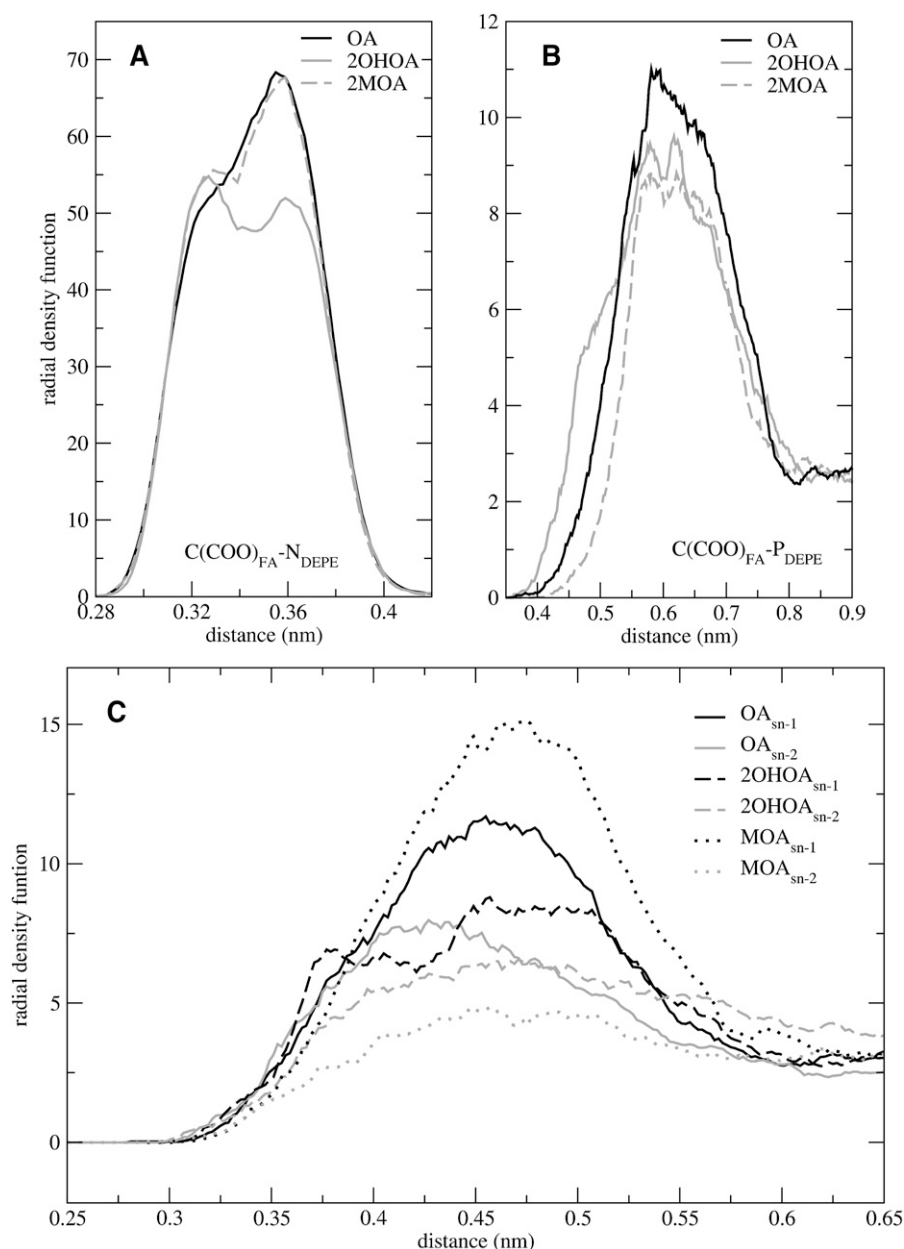 A
OA
2OHOA
2MOA
70
60
50
40
30
20
10
0
radial density function
C(COO)FA-NDEPE
0.28 0.32 0.36 0.4
distance (nm)
B
OA
2OHOA
2MOA
12
10
8
6
4
2
0
C(COO)FA-PDEPE
0.4 0.5 0.6 0.7 0.8 0.9
distance (nm)
C
OAsn-1
OAsn-2
2OHOAsn-1
2OHOAsn-2
MOAsn-1
MOAsn-2
15
10
5
0
radial density funtion
0.25 0.3 0.35 0.4 0.45 0.5 0.55 0.6 0.65
distance (nm)